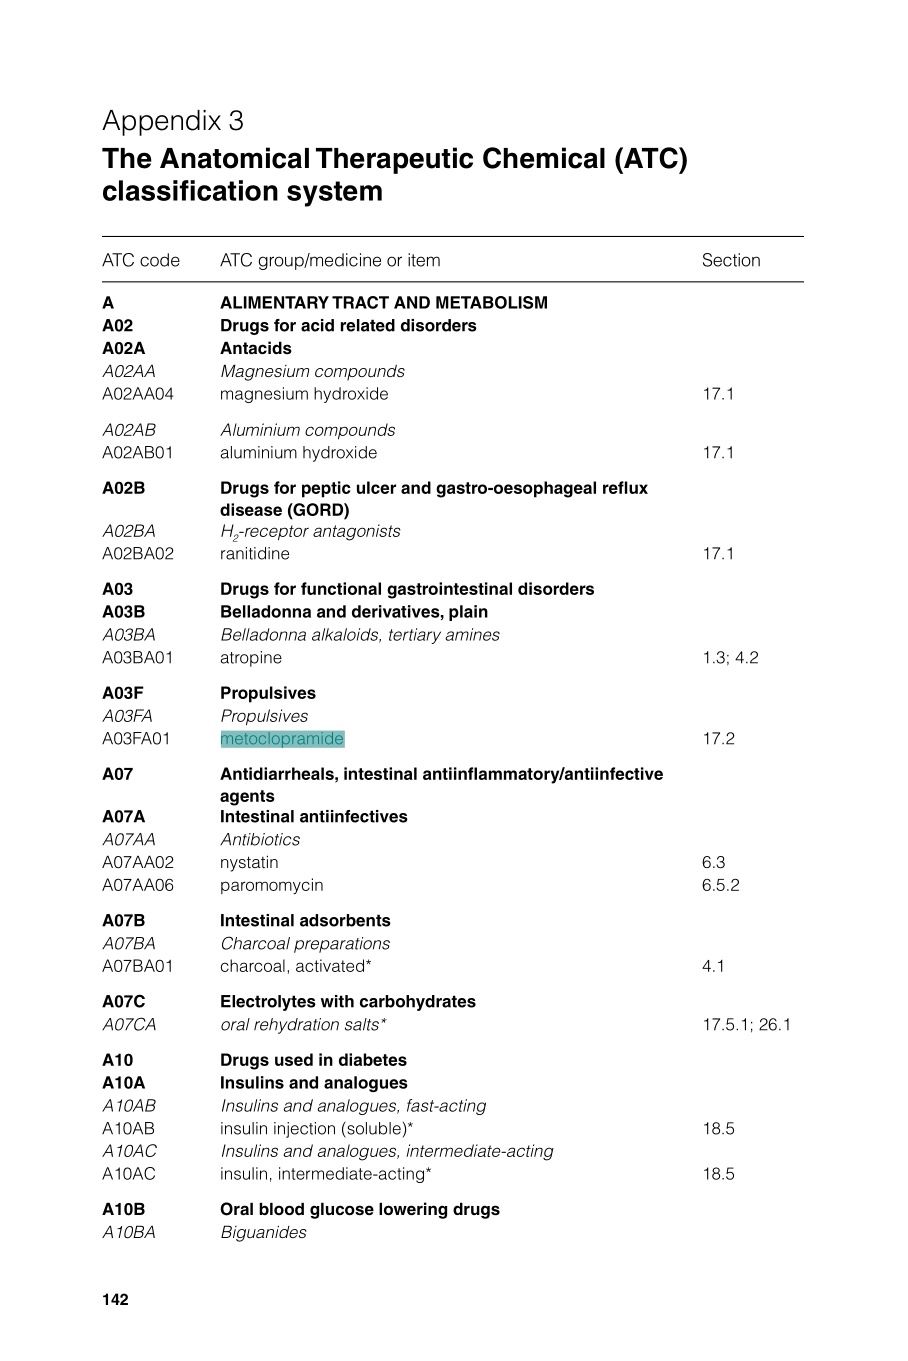 Appendix 3
The Anatomical Therapeutic Chemical (ATC)
classification system
ATC code ATC group/medicine or item Section
A ALIMENTARY TRACT AND METABOLISM
A02 Drugs for acid related disorders
A02A Antacids
A02AA Magnesium compounds
A02AA04 magnesium hydroxide 17.1
A02AB Aluminium compounds
A02AB01 aluminium hydroxide 17.1
A02B Drugs for peptic ulcer and gastro-oesophageal reflux
disease (GORD)
A02BA H2-receptor antagonists
A02BA02 ranitidine 17.1
A03 Drugs for functional gastrointestinal disorders
A03B Belladonna and derivatives, plain
A03BA Belladonna alkaloids, tertiary amines
A03BA01 atropine 1.3; 4.2
A03F Propulsives
A03FA Propulsives
A03FA01 metoclopramide 17.2
A07 Antidiarrheals, intestinal antiinflammatory/antiinfective
agents
A07A Intestinal antiinfectives
A07AA Antibiotics
A07AA02 nystatin 6.3
A07AA06 paromomycin 6.5.2
A07B Intestinal adsorbents
A07BA Charcoal preparations
A07BA01 charcoal, activated* 4.1
A07C Electrolytes with carbohydrates
A07CA oral rehydration salts* 17.5.1; 26.1
A10 Drugs used in diabetes
A10A Insulins and analogues
A10AB Insulins and analogues, fast-acting
A10AB insulin injection (soluble)* 18.5
A10AC Insulins and analogues, intermediate-acting
A10AC insulin, intermediate-acting* 18.5
A10B Oral blood glucose lowering drugs
A10BA Biguanides
142